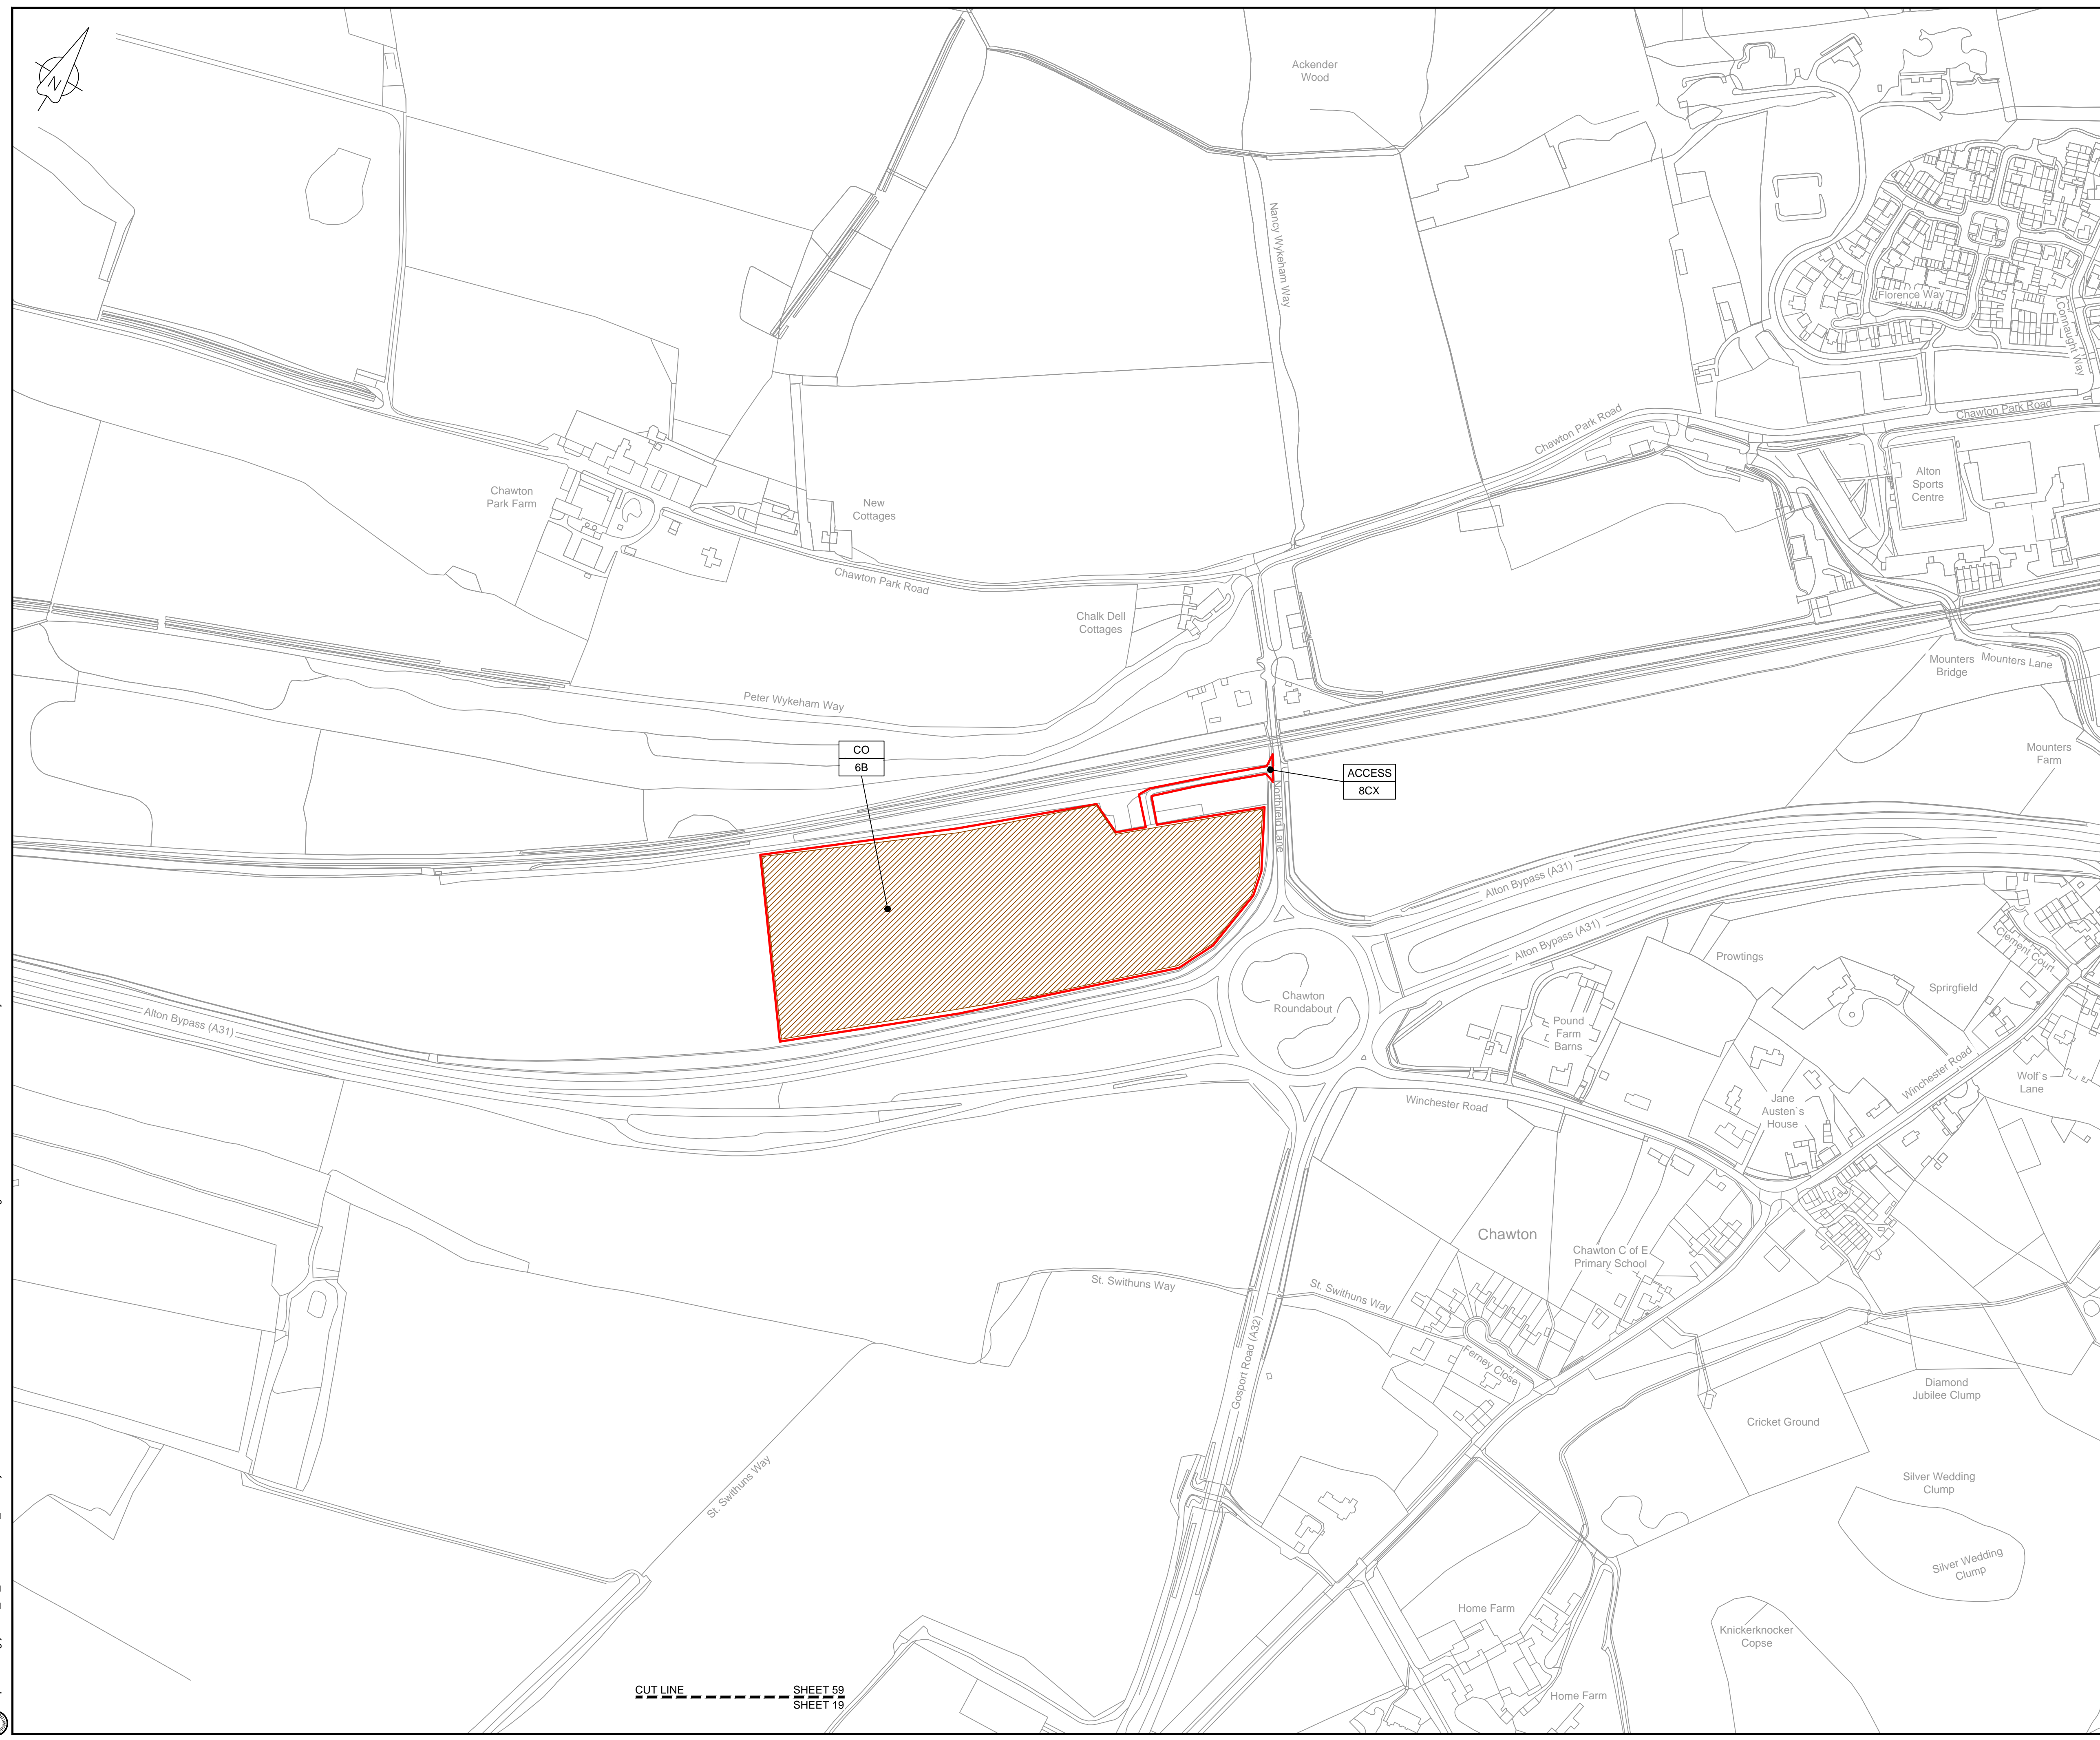 N
Ackender
Wood
Nancy Wykeham Way
Florence Way
Connaught Way
Chawton Park Road
Chawton Park Road
Alton
Sports
Centre
Chawton
Park Farm
New
Cottages
Chawton Park Road
Chalk Dell
Cottages
Mounters
Bridge
Mounters Lane
Peter Wykeham Way
CO
6B
ACCESS
8CX
Mounters
Farm
Northfield Lane
Alton Bypass (A31)
Alton Bypass (A31)
Clement Court
Prowtings
Sprirgfield
Chawton
Roundabout
Alton Bypass (A31)
Pound
Farm
Barns
Winchester Road
Wolf`s
Lane
Jane
Austen`s
House
Winchester Road
Chawton
Chawton C of E
Primary School
St. Swithuns Way
St. Swithuns Way
Gosport Road (A32)
Ferney Close
Diamond
Jubilee Clump
Cricket Ground
St. Swithuns Way
Silver Wedding
Clump
Silver Wedding
Clump
Home Farm
Knickerknocker
Copse
Home Farm
CUT LINE SHEET 59
SHEET 19